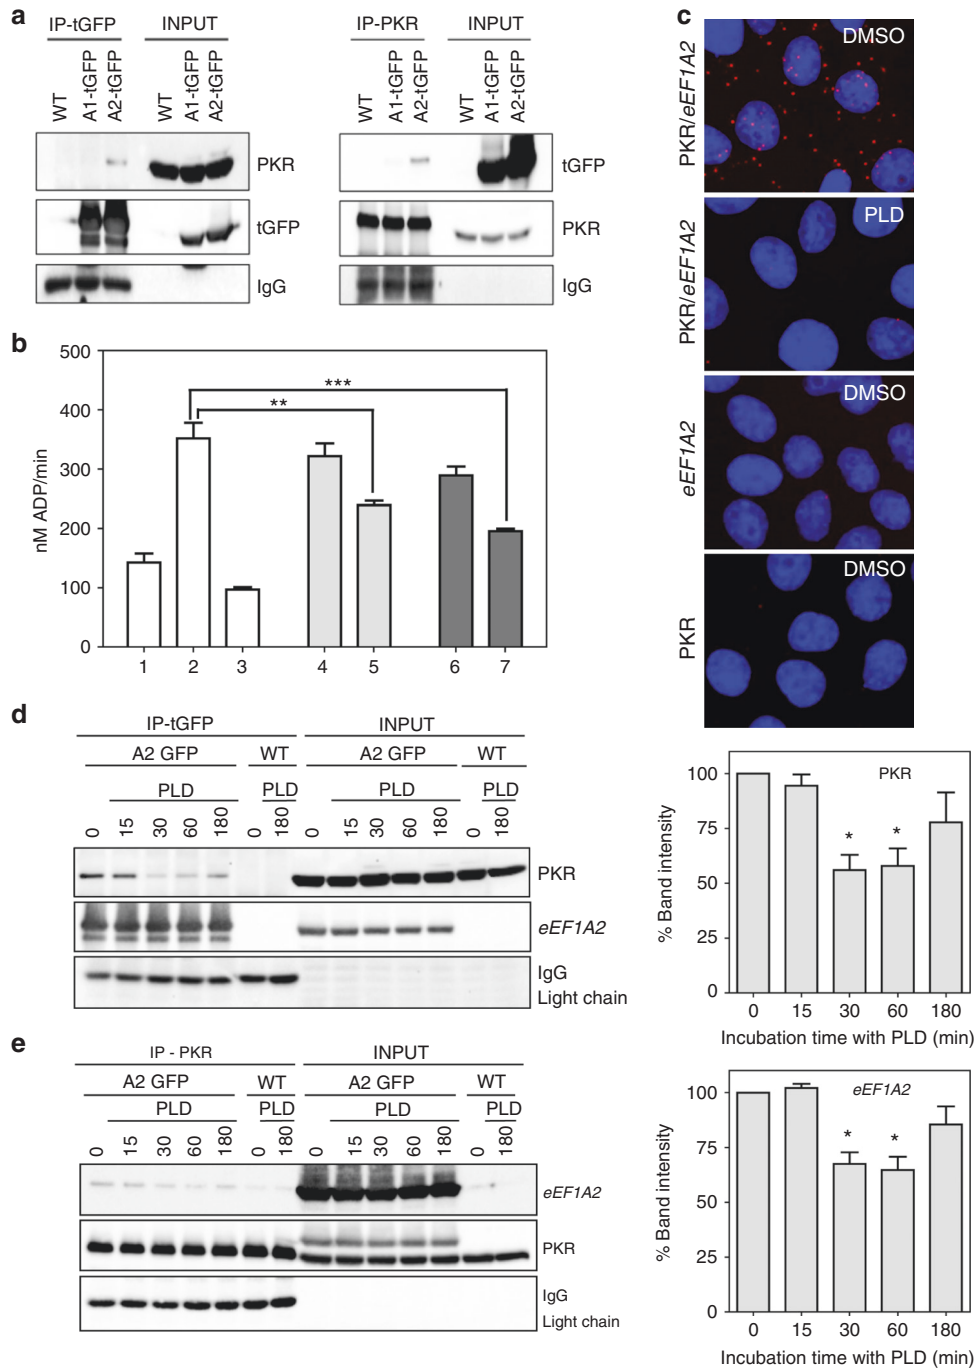 a
IP-tGFP INPUT
WT A1-tGFP A2-tGFP WT A1-tGFP A2-tGFP
PKR
tGFP
IgG
IP-PKR INPUT
WT A1-tGFP A2-tGFP WT A1-tGFP A2-tGFP
tGFP
PKR
IgG
b
500
400
300
200
100
0
nM ADP/min
***
**
1 2 3 4 5 6 7
c
PKR/eEF1A2 DMSO
PKR/eEF1A2 PLD
eEF1A2 DMSO
PKR DMSO
d
IP-tGFP INPUT
A2 GFP WT A2 GFP WT
PLD PLD PLD PLD
0 15 30 60 180 0 180 0 15 30 60 180 0 180
PKR
eEF1A2
IgG
Light chain
PKR
100
75
50
25
0
% Band intensity
* *
0 15 30 60 180
Incubation time with PLD (min)
e
IP - PKR INPUT
A2 GFP WT A2 GFP WT
PLD PLD PLD PLD
0 15 30 60 180 0 180 0 15 30 60 180 0 180
eEF1A2
PKR
IgG
Light chain
eEF1A2
100
75
50
25
0
% Band intensity
* *
0 15 30 60 180
Incubation time with PLD (min)